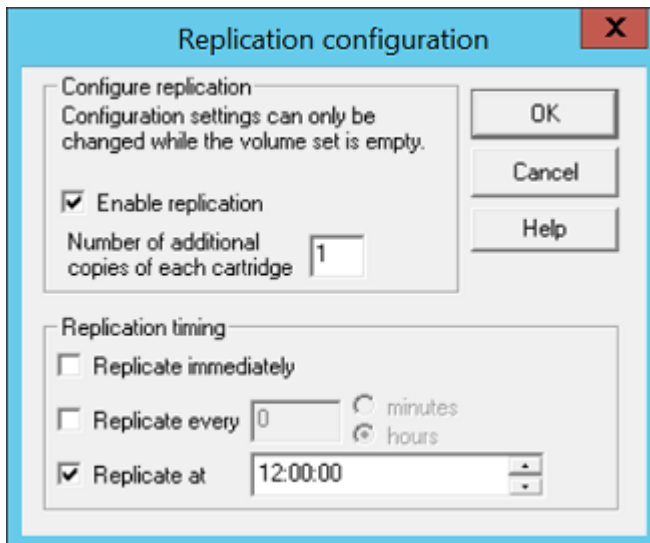 Replication configuration
X
Configure replication
Configuration settings can only be
changed while the volume set is empty.
Enable replication
Number of additional
copies of each cartridge
1
OK
Cancel
Help
Replication timing
Replicate immediately
Replicate every 0 minutes
hours
Replicate at 12:00:00